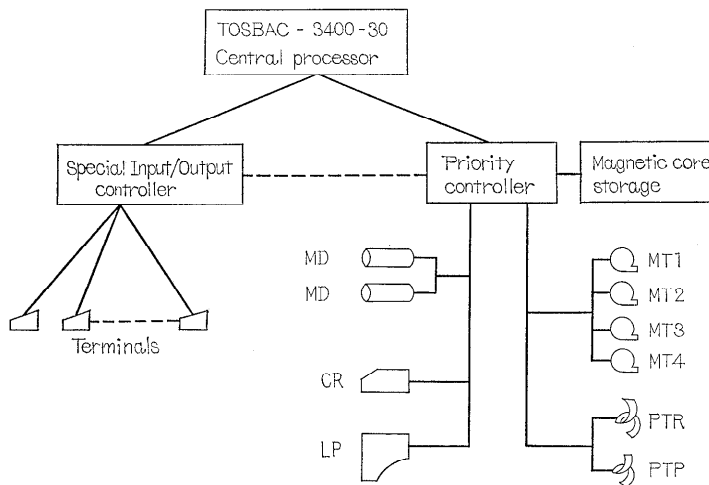 TOSBAC - 3400 - 30
Central processor
Special Input/Output
controller
Priority
controller
Magnetic core
storage
MD
MD
MT1
MT2
MT3
MT4
Terminals
CR
LP
PTR
PTP